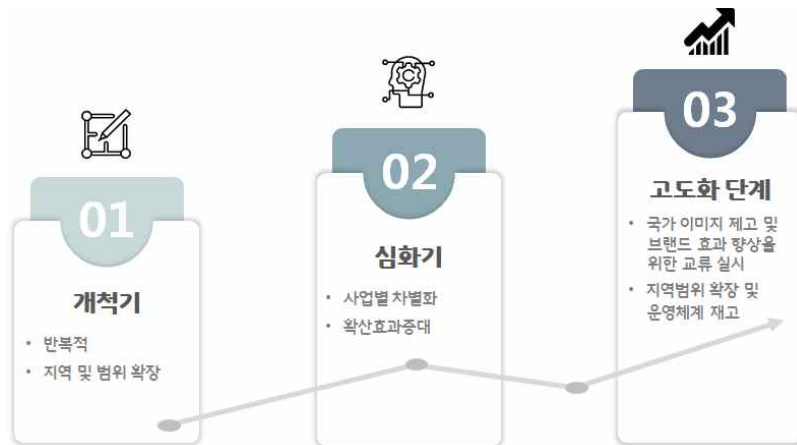 01
개척기
• 반복적
• 지역 및 범위 확장
02
심화기
• 사업별 차별화
• 확산효과증대
03
고도화 단계
• 국가 이미지 제고 및
브랜드 효과 향상을
위한 교류 실시
• 지역범위 확장 및
운영체계 재고